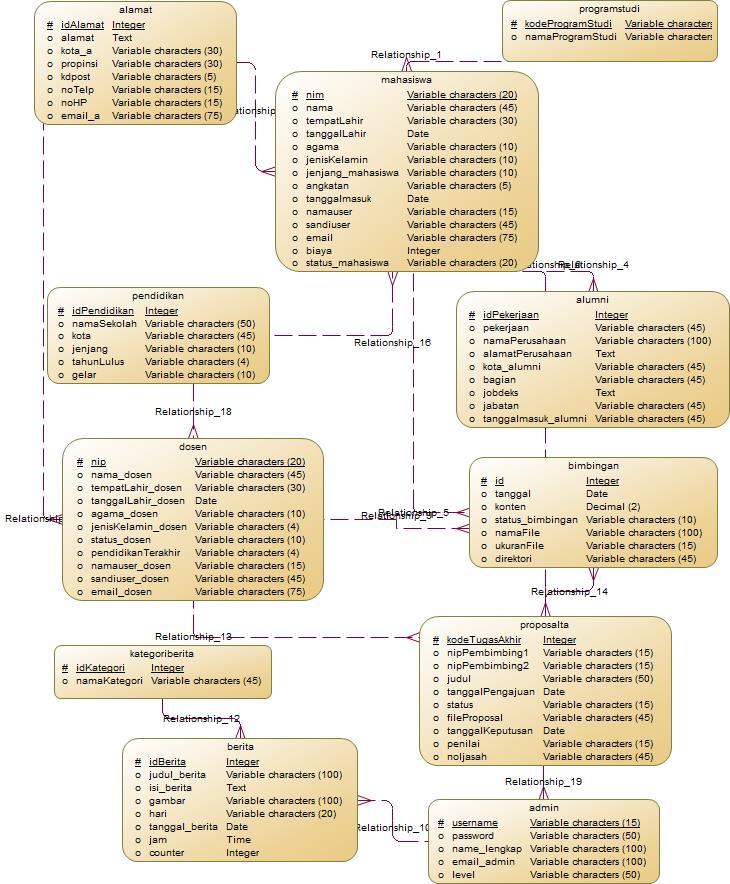 alamat
# idAlamat Integer
o alamat Text
o kota_a Variable characters (30)
o propinsi Variable characters (30)
o kdpost Variable characters (5)
o noTelp Variable characters (15)
o noHP Variable characters (15)
o email_a Variable characters (75)
programstudi
# kodeProgramStudi Variable characters
o namaProgramStudi Variable characters
Relationship_1
mahasiswa
# nim Variable characters (20)
o nama Variable characters (45)
o tempatLahir Variable characters (30)
o tanggalLahir Date
o agama Variable characters (10)
o jenisKelamin Variable characters (10)
o jenjang_mahasiswa Variable characters (10)
o angkatan Variable characters (5)
o tanggalmasuk Date
o namauser Variable characters (15)
o sandiuser Variable characters (45)
o email Variable characters (75)
o biaya Integer
o status_mahasiswa Variable characters (20)
Relationship_4
pendidikan
# idPendidikan Integer
o namaSekolah Variable characters (50)
o kota Variable characters (45)
o jenjang Variable characters (10)
o tahunLulus Variable characters (4)
o gelar Variable characters (10)
Relationship_16
alumni
# idPekerjaan Integer
o pekerjaan Variable characters (45)
o namaPerusahaan Variable characters (100)
o alamatPerusahaan Text
o kota_alumni Variable characters (45)
o bagian Variable characters (45)
o jobdeks Text
o jabatan Variable characters (45)
o tanggalmasuk_alumni Variable characters (45)
Relationship_18
dosen
# nip Variable characters (20)
o nama_dosen Variable characters (45)
o tempatLahir_dosen Variable characters (30)
o tanggalLahir_dosen Date
o agama_dosen Variable characters (10)
o jenisKelamin_dosen Variable characters (4)
o status_dosen Variable characters (10)
o pendidikanTerakhir Variable characters (4)
o namauser_dosen Variable characters (15)
o sandiuser_dosen Variable characters (45)
o email_dosen Variable characters (75)
Relationship_5
bimbingan
# id Integer
o tanggal Date
o konten Decimal (2)
o status_bimbingan Variable characters (10)
o namaFile Variable characters (100)
o ukuranFile Variable characters (15)
o direktori Variable characters (45)
Relationship_14
Relationship_13
proposalta
# kodeTugasAkhir Integer
o nipPembimbing1 Variable characters (15)
o nipPembimbing2 Variable characters (15)
o judul Variable characters (50)
o tanggalPengajuan Date
o status Variable characters (15)
o fileProposal Variable characters (45)
o tanggalKeputusan Date
o penilai Variable characters (15)
o noIjasah Variable characters (45)
kategoriberita
# idKategori Integer
o namaKategori Variable characters (45)
Relationship_12
berita
# idBerita Integer
o judul_berita Variable characters (100)
o isi_berita Text
o gambar Variable characters (100)
o hari Variable characters (20)
o tanggal_berita Date
o jam Time
o counter Integer
Relationship_19
admin
# username Variable characters (15)
o password Variable characters (50)
o name_lengkap Variable characters (100)
o email_admin Variable characters (100)
o level Variable characters (50)